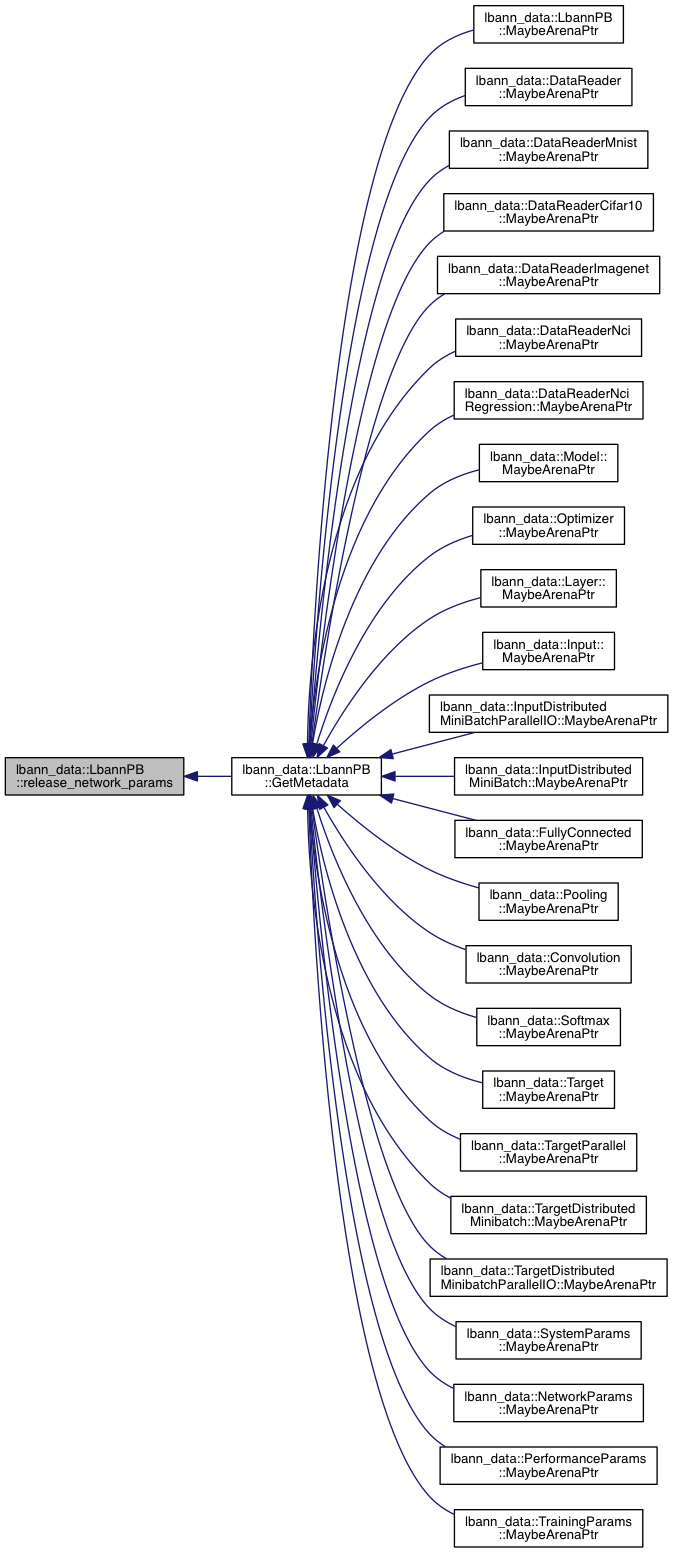 lbann_data::LbannPB
::MaybeArenaPtr
lbann_data::DataReader
::MaybeArenaPtr
lbann_data::DataReaderMnist
::MaybeArenaPtr
lbann_data::DataReaderCifar10
::MaybeArenaPtr
lbann_data::DataReaderImagenet
::MaybeArenaPtr
lbann_data::DataReaderNci
::MaybeArenaPtr
lbann_data::DataReaderNci
Regression::MaybeArenaPtr
lbann_data::Model::
MaybeArenaPtr
lbann_data::Optimizer
::MaybeArenaPtr
lbann_data::Layer::
MaybeArenaPtr
lbann_data::Input::
MaybeArenaPtr
lbann_data::InputDistributed
MiniBatchParallelIO::MaybeArenaPtr
lbann_data::LbannPB
::release_network_params
lbann_data::LbannPB
::GetMetadata
lbann_data::InputDistributed
MiniBatch::MaybeArenaPtr
lbann_data::FullyConnected
::MaybeArenaPtr
lbann_data::Pooling
::MaybeArenaPtr
lbann_data::Convolution
::MaybeArenaPtr
lbann_data::Softmax
::MaybeArenaPtr
lbann_data::Target
::MaybeArenaPtr
lbann_data::TargetParallel
::MaybeArenaPtr
lbann_data::TargetDistributed
Minibatch::MaybeArenaPtr
lbann_data::TargetDistributed
MinibatchParallelIO::MaybeArenaPtr
lbann_data::SystemParams
::MaybeArenaPtr
lbann_data::NetworkParams
::MaybeArenaPtr
lbann_data::PerformanceParams
::MaybeArenaPtr
lbann_data::TrainingParams
::MaybeArenaPtr